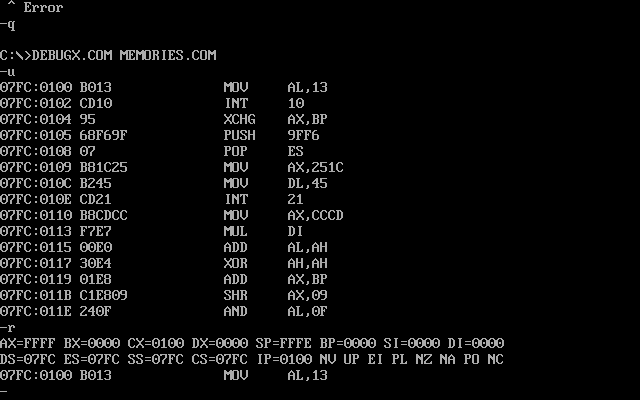 ^ Error
-q
C:\>DEBUGX.COM MEMORIES.COM
-u
07FC:0100 B013 MOV AL,13
07FC:0102 CD10 INT 10
07FC:0104 95 XCHG AX,BP
07FC:0105 68F69F PUSH 9FF6
07FC:0108 07 POP ES
07FC:0109 B81C25 MOV AX,251C
07FC:010C B245 MOV DL,45
07FC:010E CD21 INT 21
07FC:0110 B8CDCC MOV AX,CCCD
07FC:0113 F7E7 MUL DI
07FC:0115 00E0 ADD AL,AH
07FC:0117 30E4 XOR AH,AH
07FC:0119 01E8 ADD AX,BP
07FC:011B C1E809 SHR AX,09
07FC:011E 240F AND AL,0F
-r
AX=FFFF BX=0000 CX=0100 DX=0000 SP=FFFE BP=0000 SI=0000 DI=0000
DS=07FC ES=07FC SS=07FC CS=07FC IP=0100 NV UP EI PL NZ NA PO NC
07FC:0100 B013 MOV AL,13
-